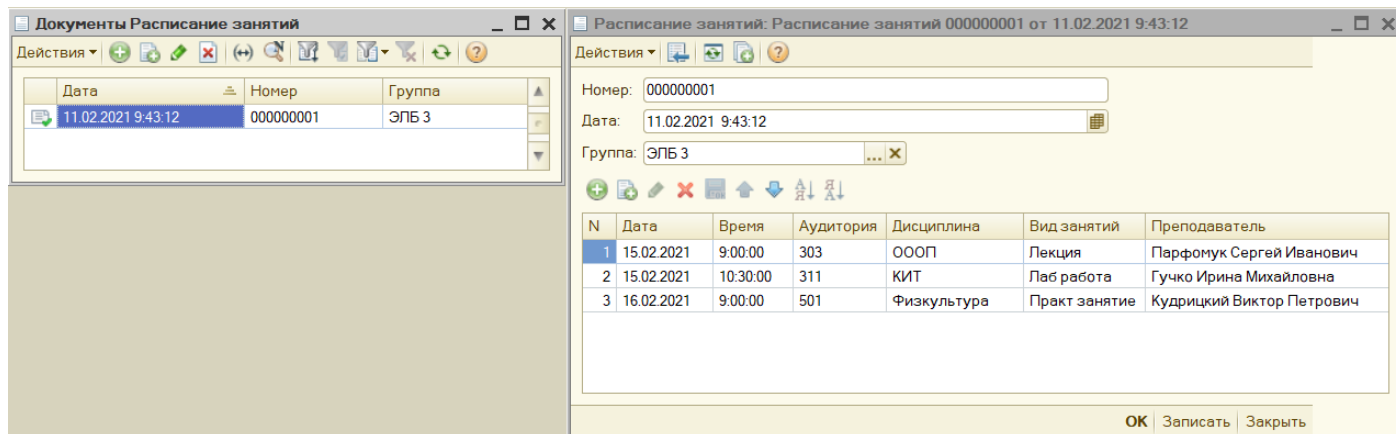 Документы Расписание занятий
Действия
Дата Номер Группа
11.02.2021 9:43:12 000000001 ЭЛБ 3
Расписание занятий: Расписание занятий 000000001 от 11.02.2021 9:43:12
Действия
Номер: 000000001
Дата: 11.02.2021 9:43:12
Группа: ЭЛБ 3 ...
N Дата Время Аудитория Дисциплина Вид занятий Преподаватель
1 15.02.2021 9:00:00 303 ОООП Лекция Парфомук Сергей Иванович
2 15.02.2021 10:30:00 311 КИТ Лаб работа Гучко Ирина Михайловна
3 16.02.2021 9:00:00 501 Физкультура Практ занятие Кудрицкий Виктор Петрович
OK Записать Закрыть